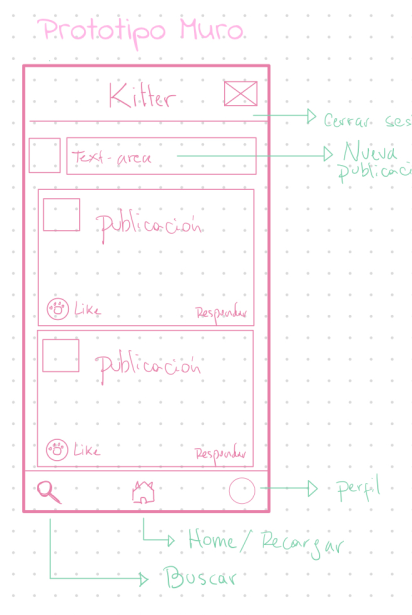 Prototipo Muro.
Kitter
Cerrar ses
Text-area
Nueva
publicaci
publicación
Like
Responder
publicación
Like
Responder
perfil
Home/Recargar
Buscar